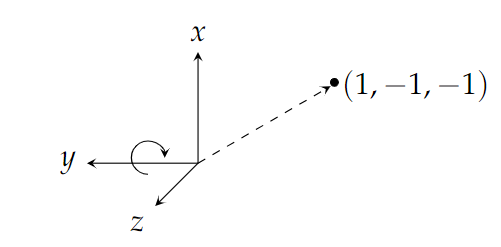 x
(1, −1, −1)
y
z